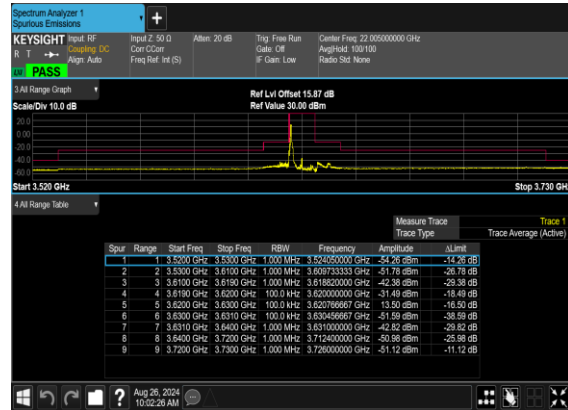 Spectrum Analyzer 1
Spurious Emissions
+
KEYSIGHT Input: RF Input Z: 50 Ω Atten: 20 dB Trig: Free Run Center Freq: 22.005000000 GHz
R T Coupling: DC Corr CCorr Gate: Off Avg|Hold: 100/100
Align: Auto Freq Ref: Int (S) IF Gain: Low Radio Std: None
PASS
3 All Range Graph
Ref Lvl Offset 15.87 dB
Scale/Div 10.0 dB Ref Value 30.00 dBm
20.0
0.00
-20.0
-40.0
-60.0
Start 3.520 GHz Stop 3.730 GHz
4 All Range Table
Measure Trace Trace 1
Trace Type Trace Average (Active)
Spur Range Start Freq Stop Freq RBW Frequency Amplitude ΔLimit
1 1 3.5200 GHz 3.5300 GHz 1.000 MHz 3.524050000 GHz -54.26 dBm -14.26 dB
2 2 3.5300 GHz 3.6100 GHz 1.000 MHz 3.609733333 GHz -51.78 dBm -26.78 dB
3 3 3.6100 GHz 3.6190 GHz 1.000 MHz 3.618820000 GHz -42.38 dBm -29.38 dB
4 4 3.6190 GHz 3.6200 GHz 100.0 kHz 3.620000000 GHz -31.49 dBm -18.49 dB
5 5 3.6200 GHz 3.6300 GHz 100.0 kHz 3.620766667 GHz 13.50 dBm -16.50 dB
6 6 3.6300 GHz 3.6310 GHz 100.0 kHz 3.630456667 GHz -51.59 dBm -38.59 dB
7 7 3.6310 GHz 3.6400 GHz 1.000 MHz 3.631000000 GHz -42.82 dBm -29.82 dB
8 8 3.6400 GHz 3.7200 GHz 1.000 MHz 3.712400000 GHz -50.98 dBm -25.98 dB
9 9 3.7200 GHz 3.7300 GHz 1.000 MHz 3.726000000 GHz -51.12 dBm -11.12 dB
? Aug 26, 2024
10:02:26 AM